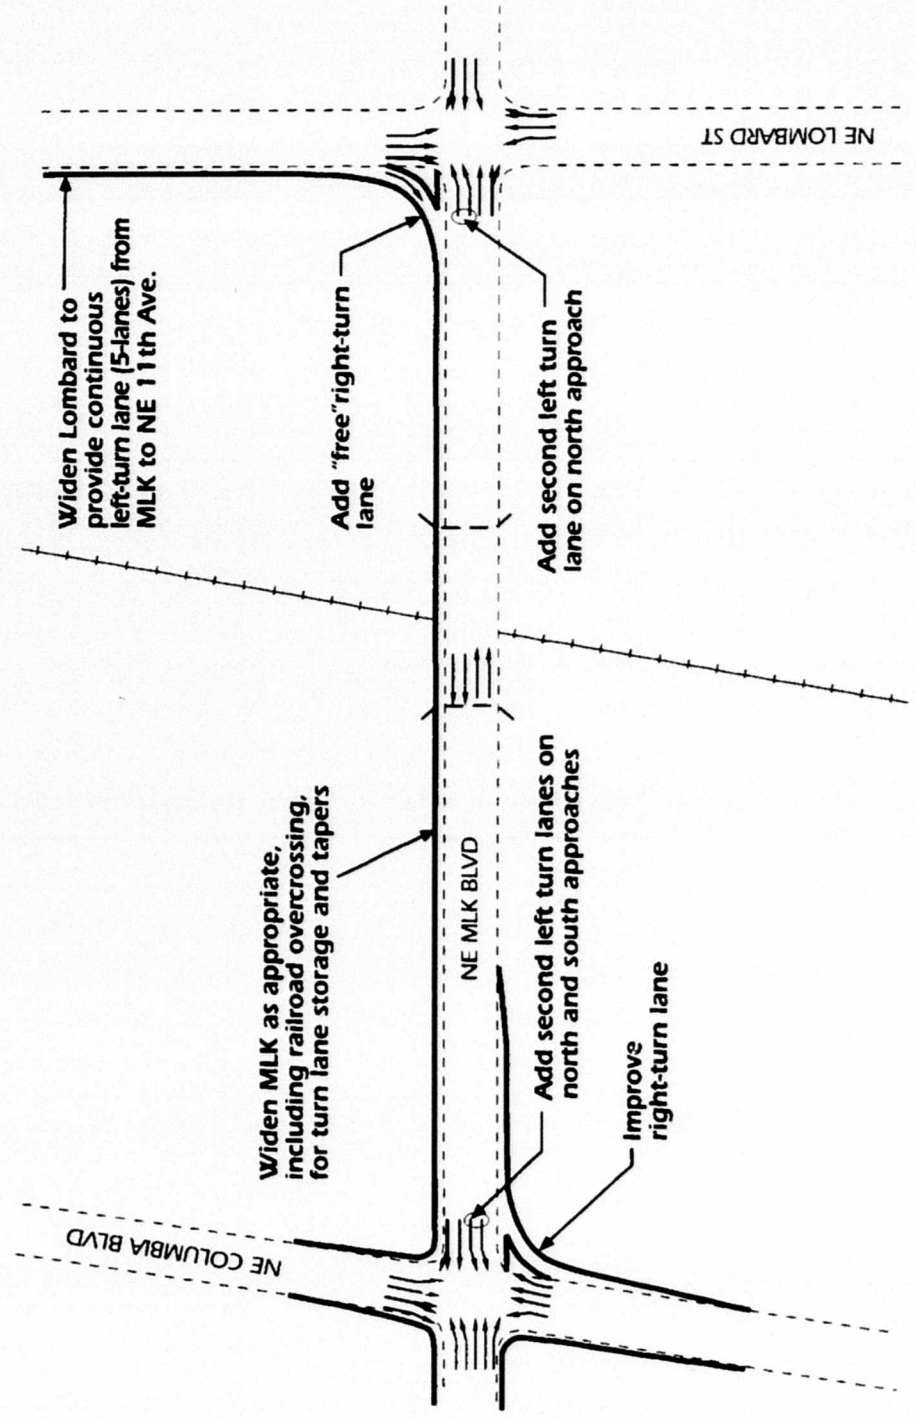 Widen Lombard to
provide continuous
left-turn lane (5-lanes) from
MLK to NE 11th Ave.
Add "free" right-turn
lane
Add second left turn
lane on north approach
NE LOMBARD ST
Widen MLK as appropriate,
including railroad overcrossing,
for turn lane storage and tapers
NE MLK BLVD
Add second left turn lanes on
north and south approaches
Improve
right-turn lane
NE COLUMBIA BLVD